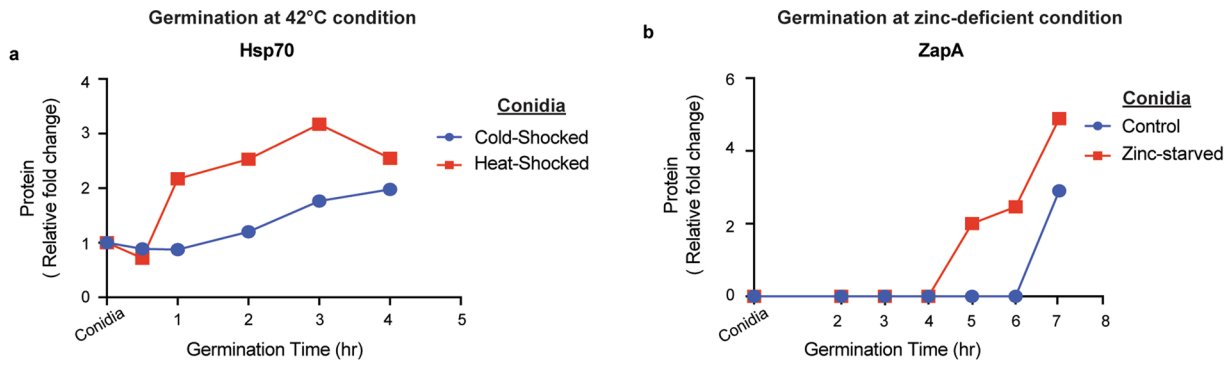 Germination at 42°C condition
a
Hsp70
Protein
( Relative fold change)
4
3
2
1
0
Conidia
1
2
3
4
5
Germination Time (hr)
Conidia
Cold-Shocked
Heat-Shocked
Germination at zinc-deficient condition
b
ZapA
Protein
( Relative fold change)
6
4
2
0
Conidia
2
3
4
5
6
7
8
Germination Time (hr)
Conidia
Control
Zinc-starved